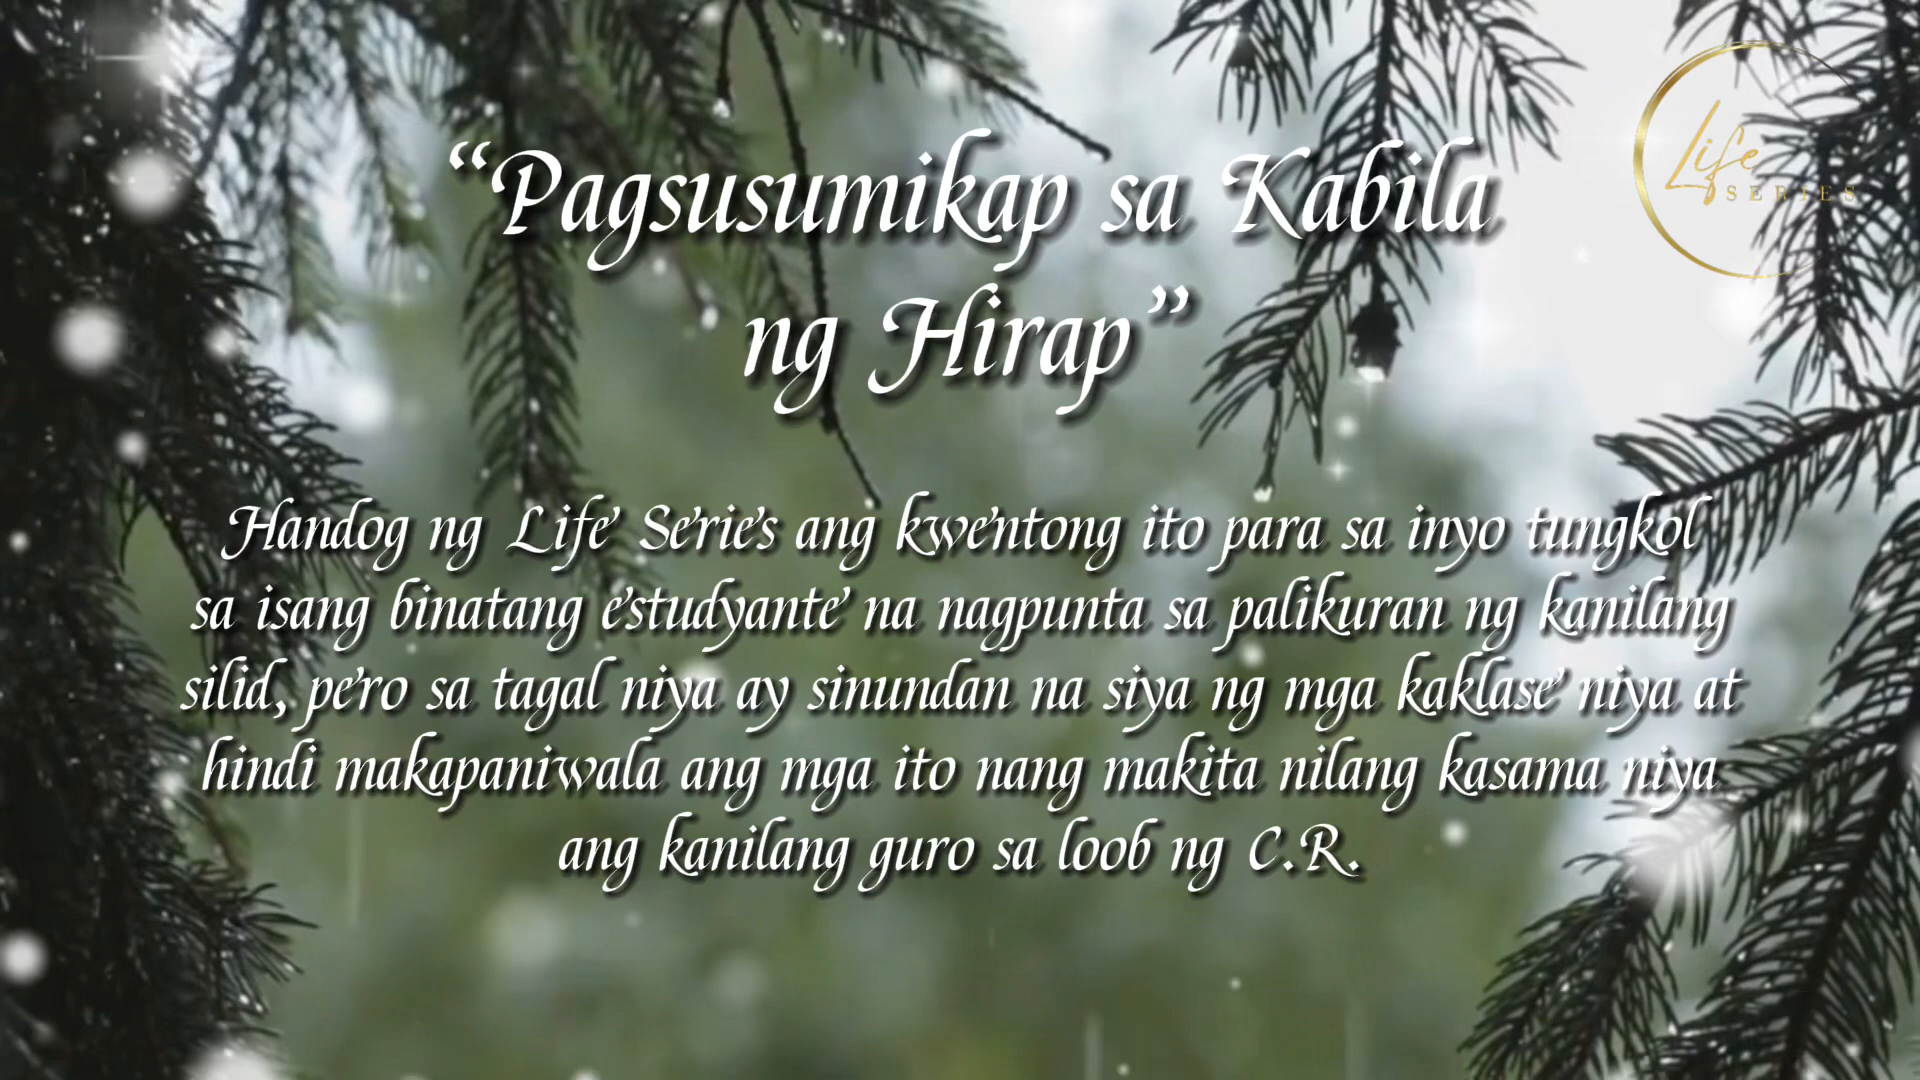 “Pagsusumikap sa Kabila
ng Hirap”
Life
SERIES
Handog ng Life Series ang kwentong ito para sa inyo tungkol
sa isang binatang estudyante na nagpunta sa palikuran ng kanilang
silid, pero sa tagal niya ay sinundan na siya ng mga kaklase niya at
hindi makapaniwala ang mga ito nang makita nilang kasama niya
ang kanilang guro sa loob ng C.R.